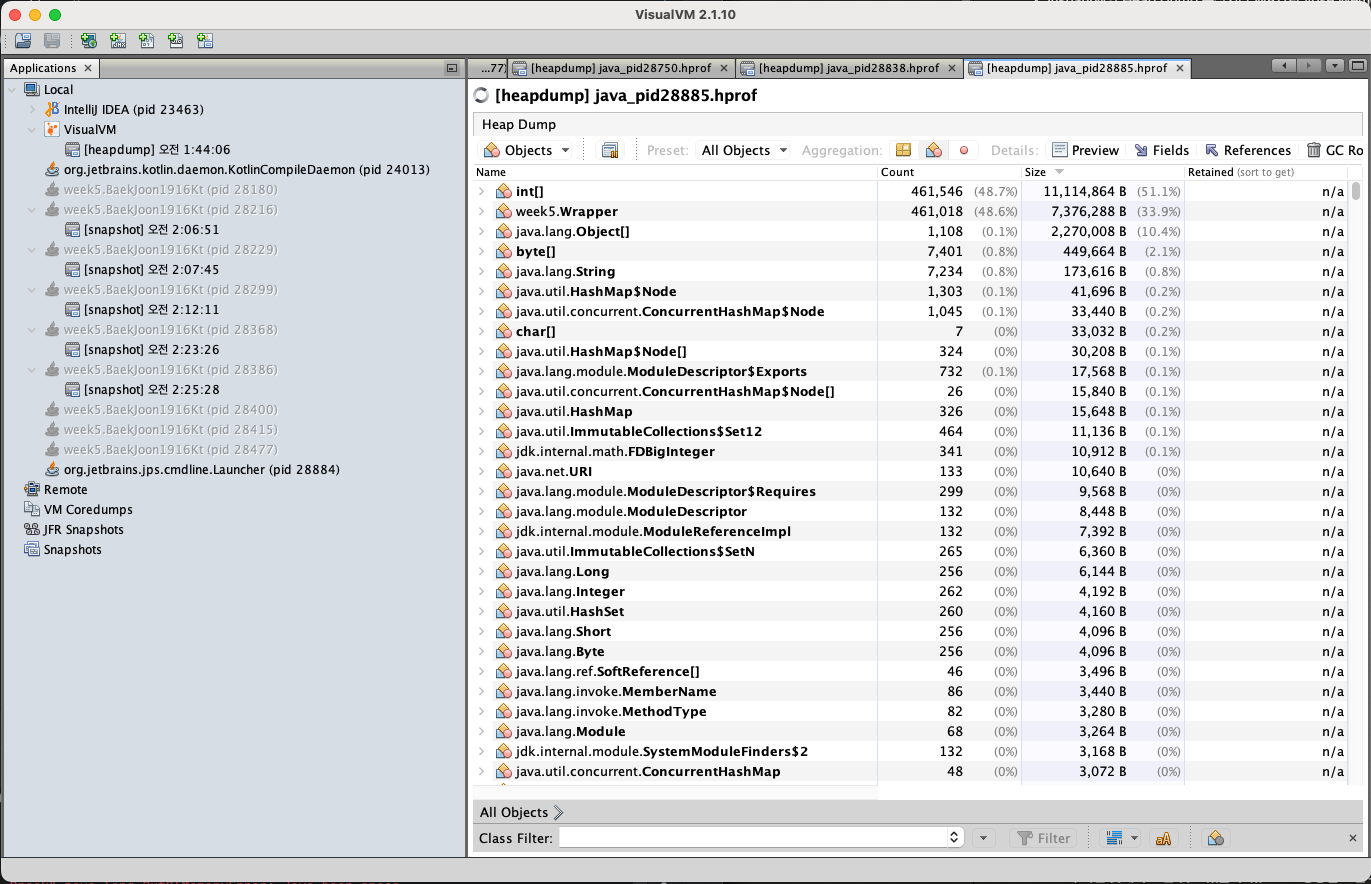 VisualVM 2.1.10
Applications
Local
IntelliJ IDEA (pid 23463)
VisualVM
[heapdump] 오전 1:44:06
org.jetbrains.kotlin.daemon.KotlinCompileDaemon (pid 24013)
week5.BaekJoon1916Kt (pid 28180)
week5.BaekJoon1916Kt (pid 28216)
[snapshot] 오전 2:06:51
week5.BaekJoon1916Kt (pid 28229)
[snapshot] 오전 2:07:45
week5.BaekJoon1916Kt (pid 28299)
[snapshot] 오전 2:12:11
week5.BaekJoon1916Kt (pid 28368)
[snapshot] 오전 2:23:26
week5.BaekJoon1916Kt (pid 28386)
[snapshot] 오전 2:25:28
week5.BaekJoon1916Kt (pid 28400)
week5.BaekJoon1916Kt (pid 28415)
week5.BaekJoon1916Kt (pid 28477)
org.jetbrains.jps.cmdline.Launcher (pid 28884)
Remote
VM Coredumps
JFR Snapshots
Snapshots
...77) [heapdump] java_pid28750.hprof [heapdump] java_pid28838.hprof [heapdump] java_pid28885.hprof
[heapdump] java_pid28885.hprof
Heap Dump
Objects Preset: All Objects Aggregation: Details: Preview Fields References GC Ro
Name Count Size Retained (sort to get)
int[] 461,546 (48.7%) 11,114,864 B (51.1%) n/a
week5.Wrapper 461,018 (48.6%) 7,376,288 B (33.9%) n/a
java.lang.Object[] 1,108 (0.1%) 2,270,008 B (10.4%) n/a
byte[] 7,401 (0.8%) 449,664 B (2.1%) n/a
java.lang.String 7,234 (0.8%) 173,616 B (0.8%) n/a
java.util.HashMap$Node 1,303 (0.1%) 41,696 B (0.2%) n/a
java.util.concurrent.ConcurrentHashMap$Node 1,045 (0.1%) 33,440 B (0.2%) n/a
char[] 7 (0%) 33,032 B (0.2%) n/a
java.util.HashMap$Node[] 324 (0%) 30,208 B (0.1%) n/a
java.lang.module.ModuleDescriptor$Exports 732 (0.1%) 17,568 B (0.1%) n/a
java.util.concurrent.ConcurrentHashMap$Node[] 26 (0%) 15,840 B (0.1%) n/a
java.util.HashMap 326 (0%) 15,648 B (0.1%) n/a
java.util.ImmutableCollections$Set12 464 (0%) 11,136 B (0.1%) n/a
jdk.internal.math.FDBigInteger 341 (0%) 10,912 B (0.1%) n/a
java.net.URI 133 (0%) 10,640 B (0%) n/a
java.lang.module.ModuleDescriptor$Requires 299 (0%) 9,568 B (0%) n/a
java.lang.module.ModuleDescriptor 132 (0%) 8,448 B (0%) n/a
jdk.internal.module.ModuleReferenceImpl 132 (0%) 7,392 B (0%) n/a
java.util.ImmutableCollections$SetN 265 (0%) 6,360 B (0%) n/a
java.lang.Long 256 (0%) 6,144 B (0%) n/a
java.lang.Integer 262 (0%) 4,192 B (0%) n/a
java.util.HashSet 260 (0%) 4,160 B (0%) n/a
java.lang.Short 256 (0%) 4,096 B (0%) n/a
java.lang.Byte 256 (0%) 4,096 B (0%) n/a
java.lang.ref.SoftReference[] 46 (0%) 3,496 B (0%) n/a
java.lang.invoke.MemberName 86 (0%) 3,440 B (0%) n/a
java.lang.invoke.MethodType 82 (0%) 3,280 B (0%) n/a
java.lang.Module 68 (0%) 3,264 B (0%) n/a
jdk.internal.module.SystemModuleFinders$2 132 (0%) 3,168 B (0%) n/a
java.util.concurrent.ConcurrentHashMap 48 (0%) 3,072 B (0%) n/a
All Objects
Class Filter: Filter aA